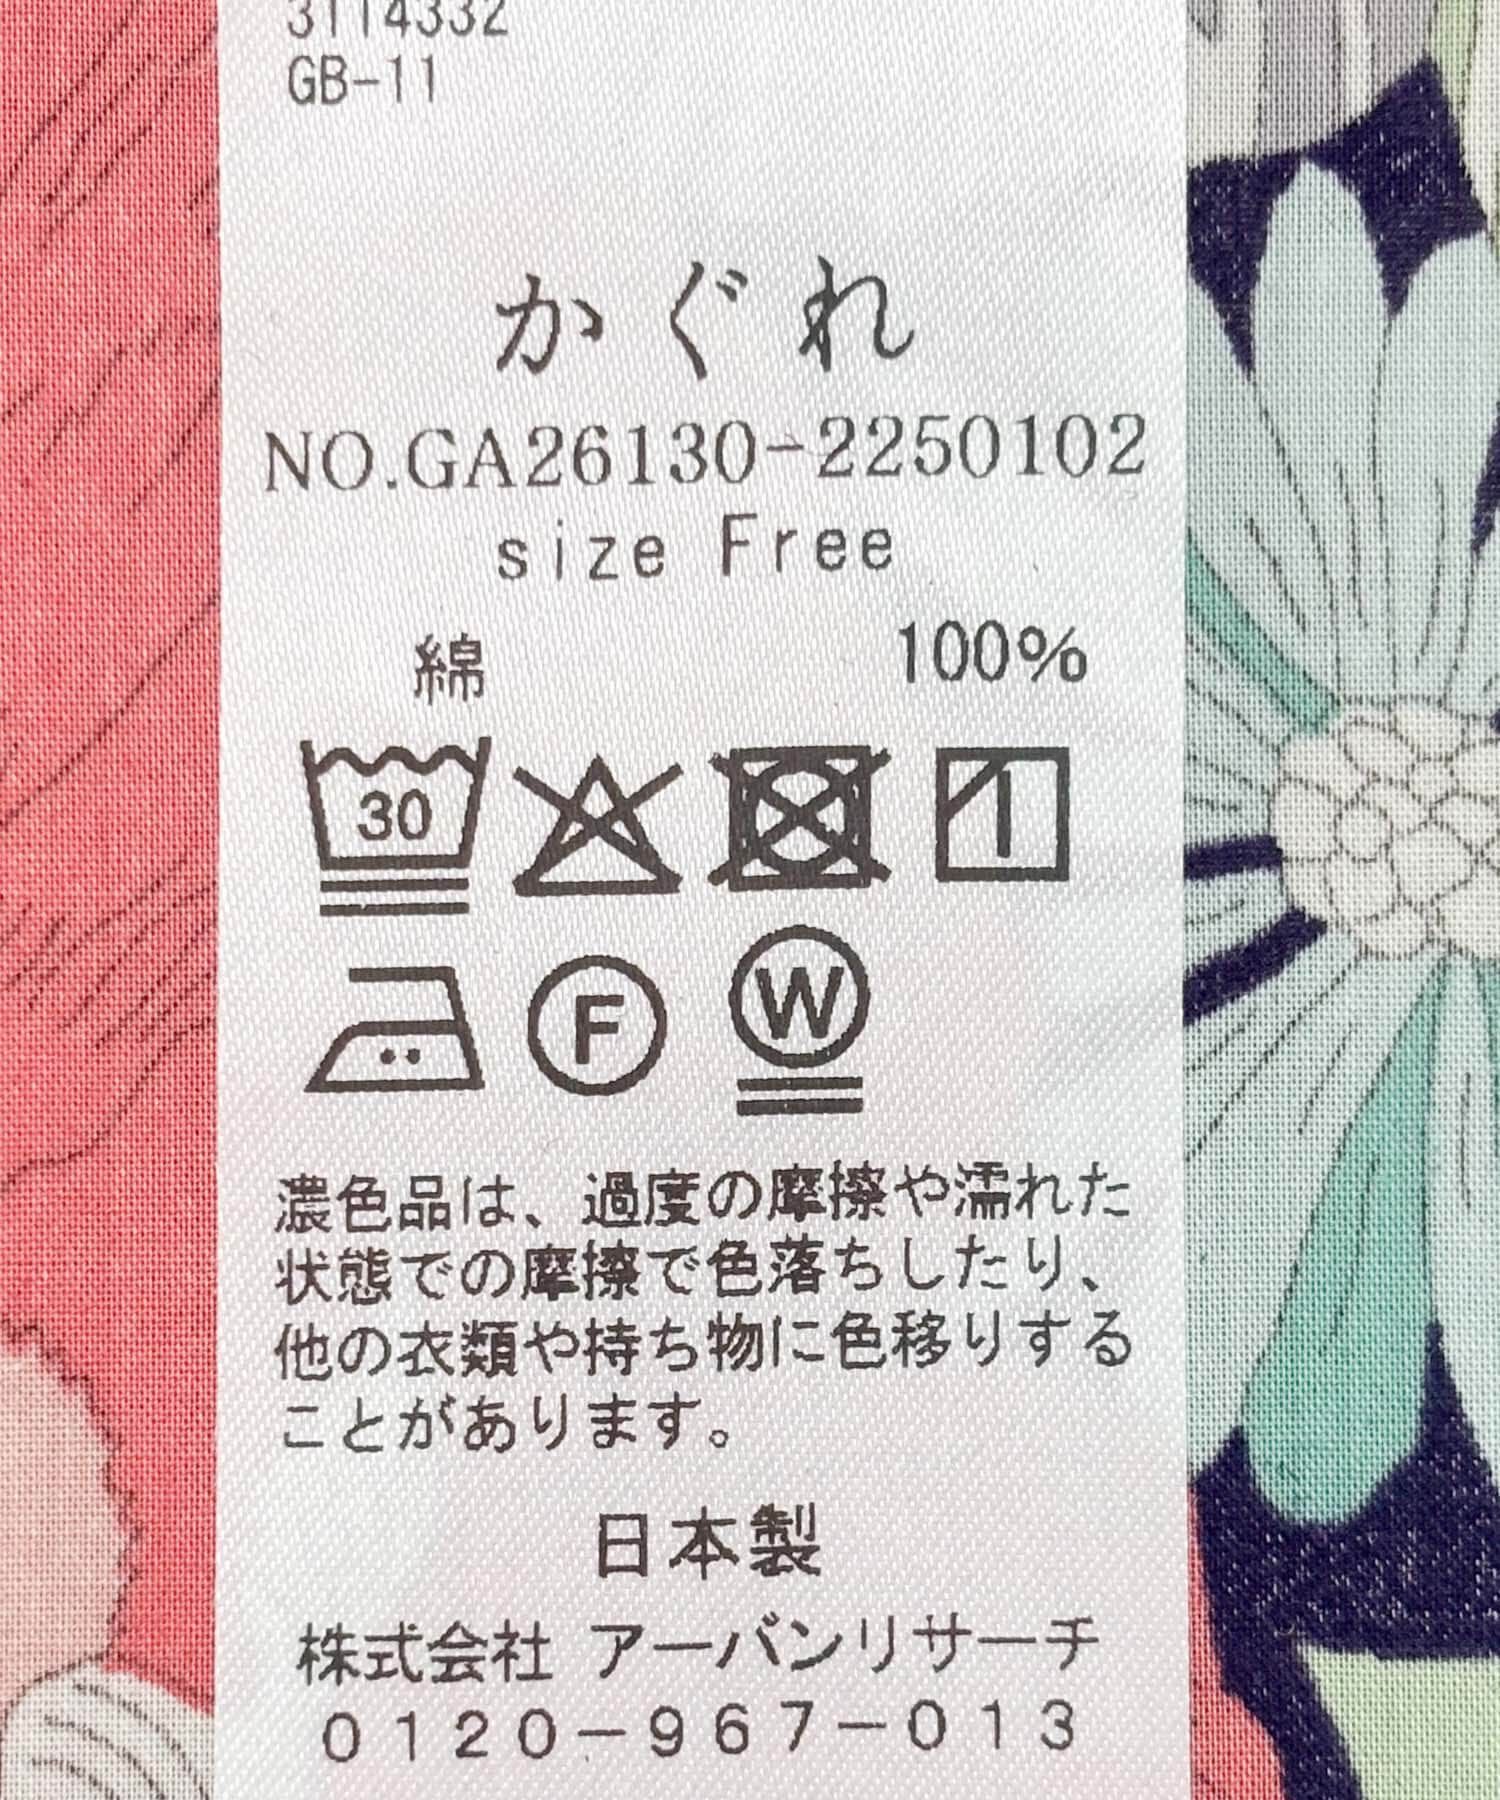 3114332
GB-11
かぐれ
NO.GA26130-2250102
size Free
綿 100%
30
F W
濃色品は、過度の摩擦や濡れた
状態での摩擦で色落ちしたり、
他の衣類や持ち物に色移りする
ことがあります。
日本製
株式会社 アーバンリサーチ
0120-967-013